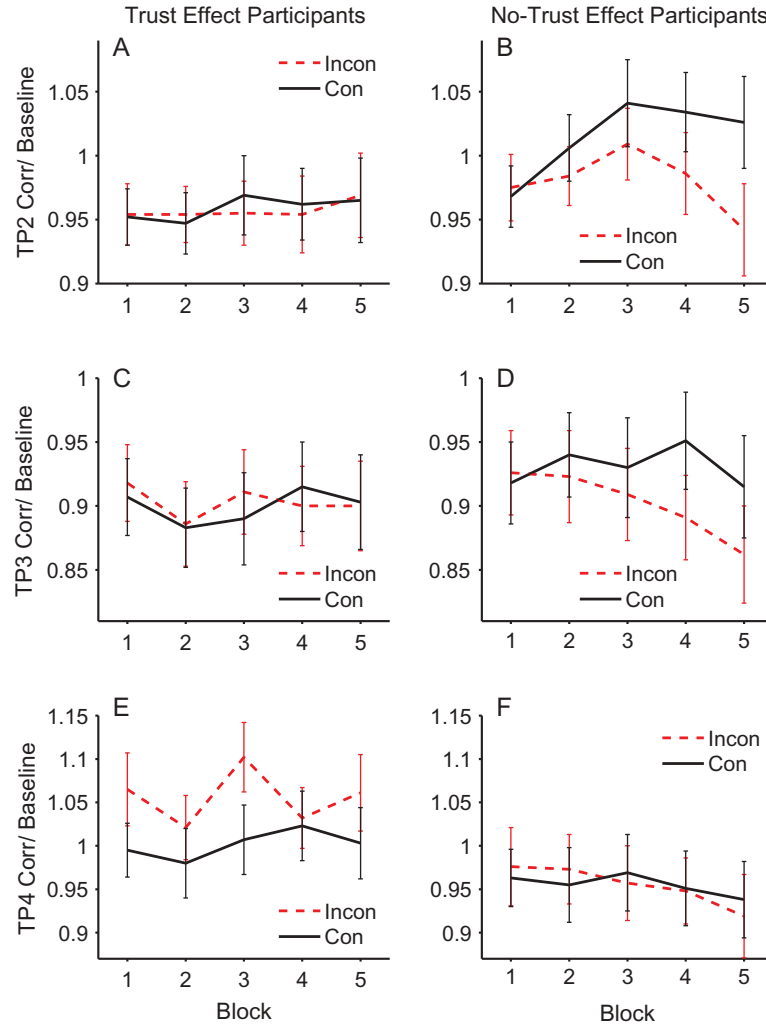 Trust Effect Participants
No-Trust Effect Participants
A
Incon
Con
TP2 Corr/ Baseline
1.05
1
0.95
0.9
1 2 3 4 5
B
1.05
1
0.95
0.9
Incon
Con
1 2 3 4 5
C
TP3 Corr/ Baseline
1
0.95
0.9
0.85
Incon
Con
1 2 3 4 5
D
1
0.95
0.9
0.85
Incon
Con
1 2 3 4 5
E
TP4 Corr/ Baseline
1.15
1.1
1.05
1
0.95
0.9
Incon
Con
1 2 3 4 5
Block
F
1.15
1.1
1.05
1
0.95
0.9
Incon
Con
1 2 3 4 5
Block